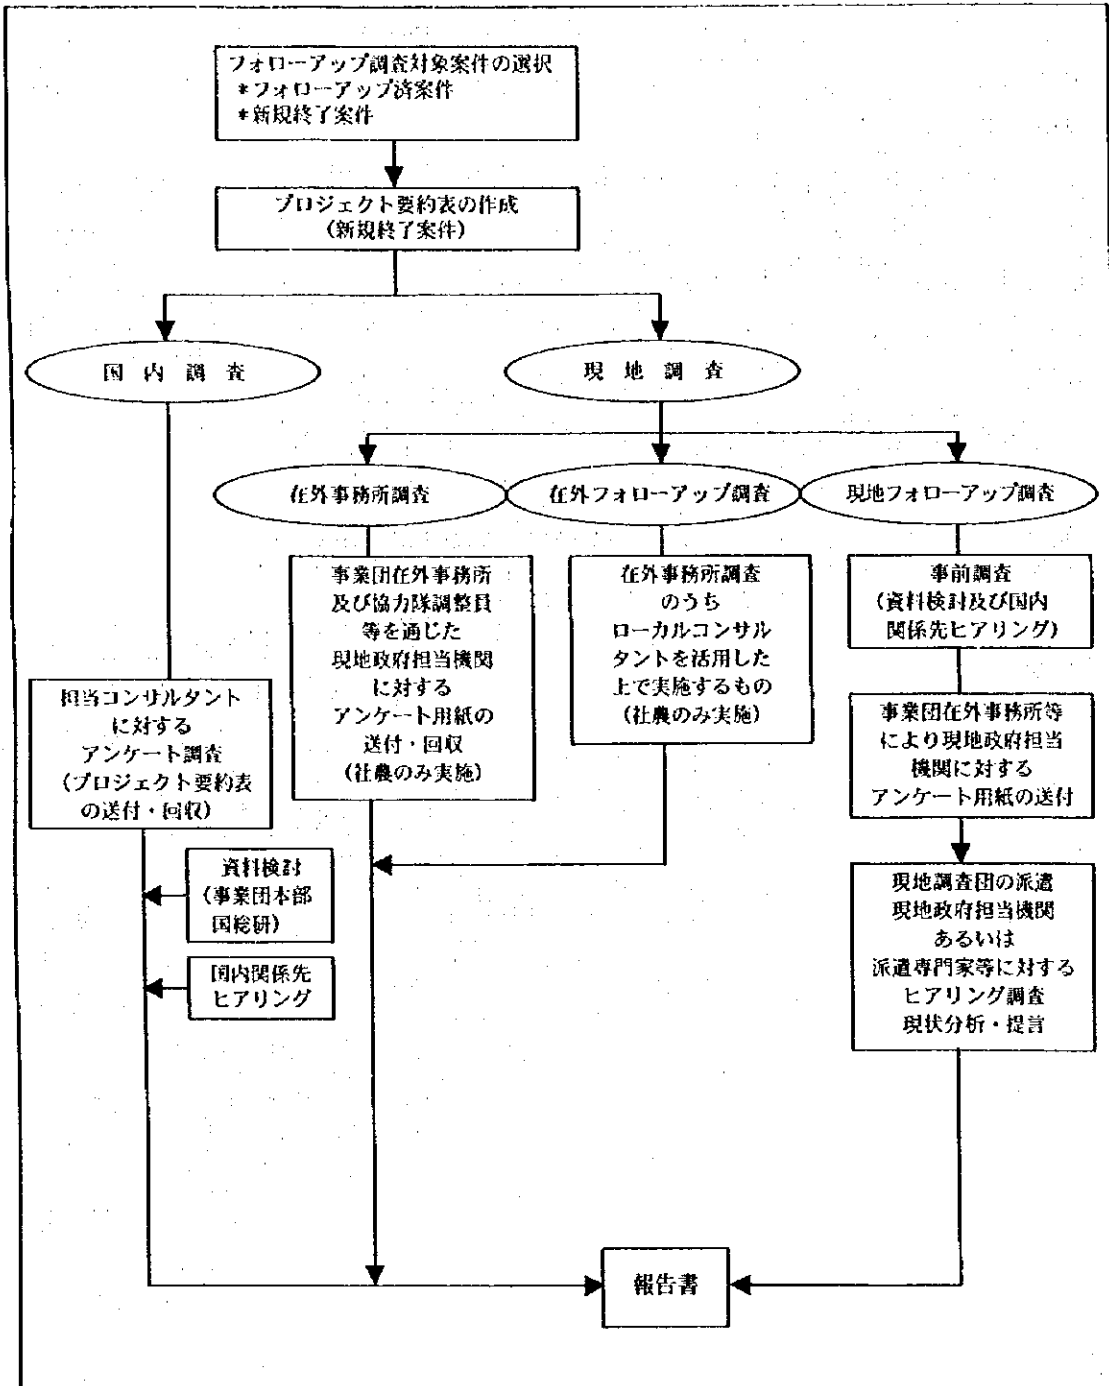 フォローアップ調査対象案件の選択
*フォローアップ済案件
*新規終了案件
プロジェクト要約表の作成
(新規終了案件)
国内調査
現地調査
在外事務所調査
在外フォローアップ調査
現地フォローアップ調査
事業団在外事務所
及び協力隊調整員
等を通じた
現地政府担当機関
に対する
アンケート用紙の
送付・回収
(社農のみ実施)
在外事務所調査
のうち
ローカルコンサル
タントを活用した
上で実施するもの
(社農のみ実施)
事前調査
(資料検討及び国内
関係先ヒアリング)
担当コンサルタント
に対する
アンケート調査
(プロジェクト要約表
の送付・回収)
事業団在外事務所等
により現地政府担当
機関に対する
アンケート用紙の送付
資料検討
(事業団本部
国総研)
国内関係先
ヒアリング
現地調査団の派遣
現地政府担当機関
あるいは
派遣専門家等に対する
ヒアリング調査
現状分析・提言
報告書